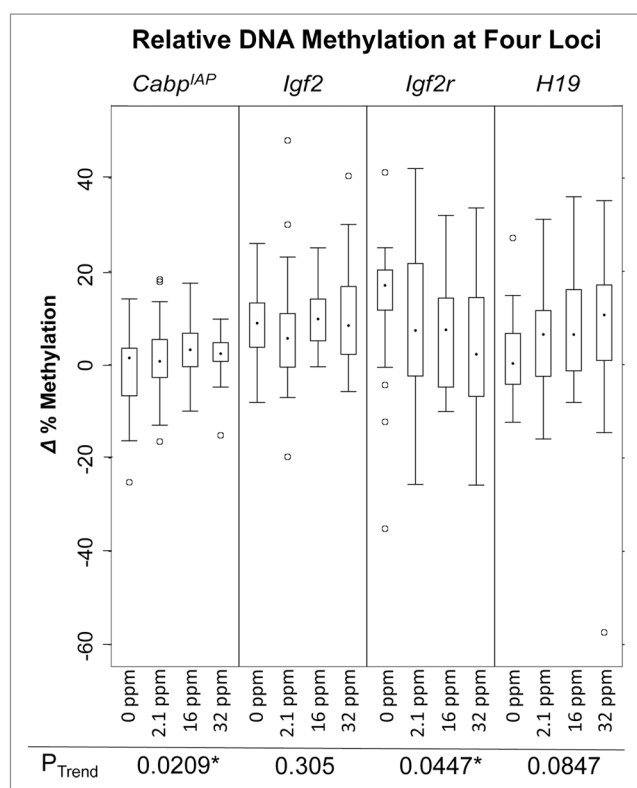 Relative DNA Methylation at Four Loci
Cabp^IAP Igf2 Igf2r H19
Δ % Methylation
40
20
0
-20
-40
-60
0 ppm 2.1 ppm 16 ppm 32 ppm 0 ppm 2.1 ppm 16 ppm 32 ppm 0 ppm 2.1 ppm 16 ppm 32 ppm 0 ppm 2.1 ppm 16 ppm 32 ppm
P_Trend 0.0209* 0.305 0.0447* 0.0847